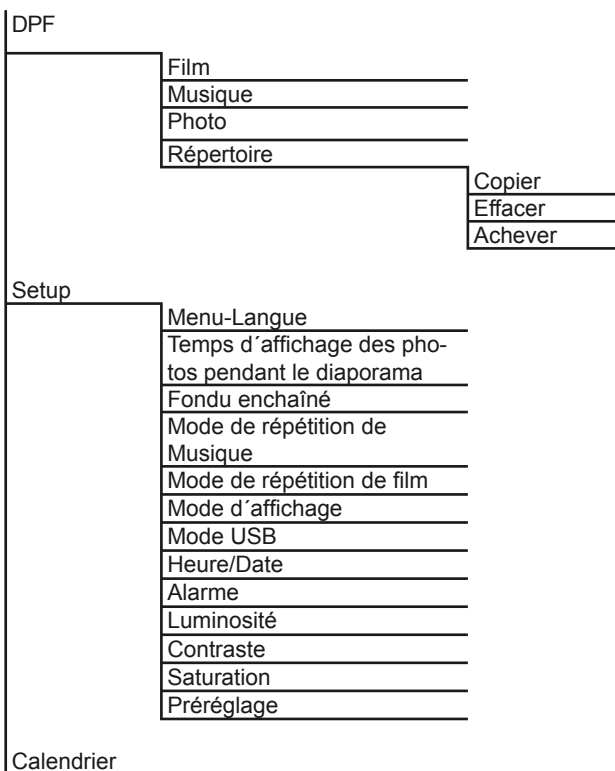 DPF
Film
Musique
Photo
Répertoire
Copier
Effacer
Achever
Setup
Menu-Langue
Temps d´affichage des pho-
tos pendant le diaporama
Fondu enchaîné
Mode de répétition de
Musique
Mode de répétition de film
Mode d´affichage
Mode USB
Heure/Date
Alarme
Luminosité
Contraste
Saturation
Préréglage
Calendrier